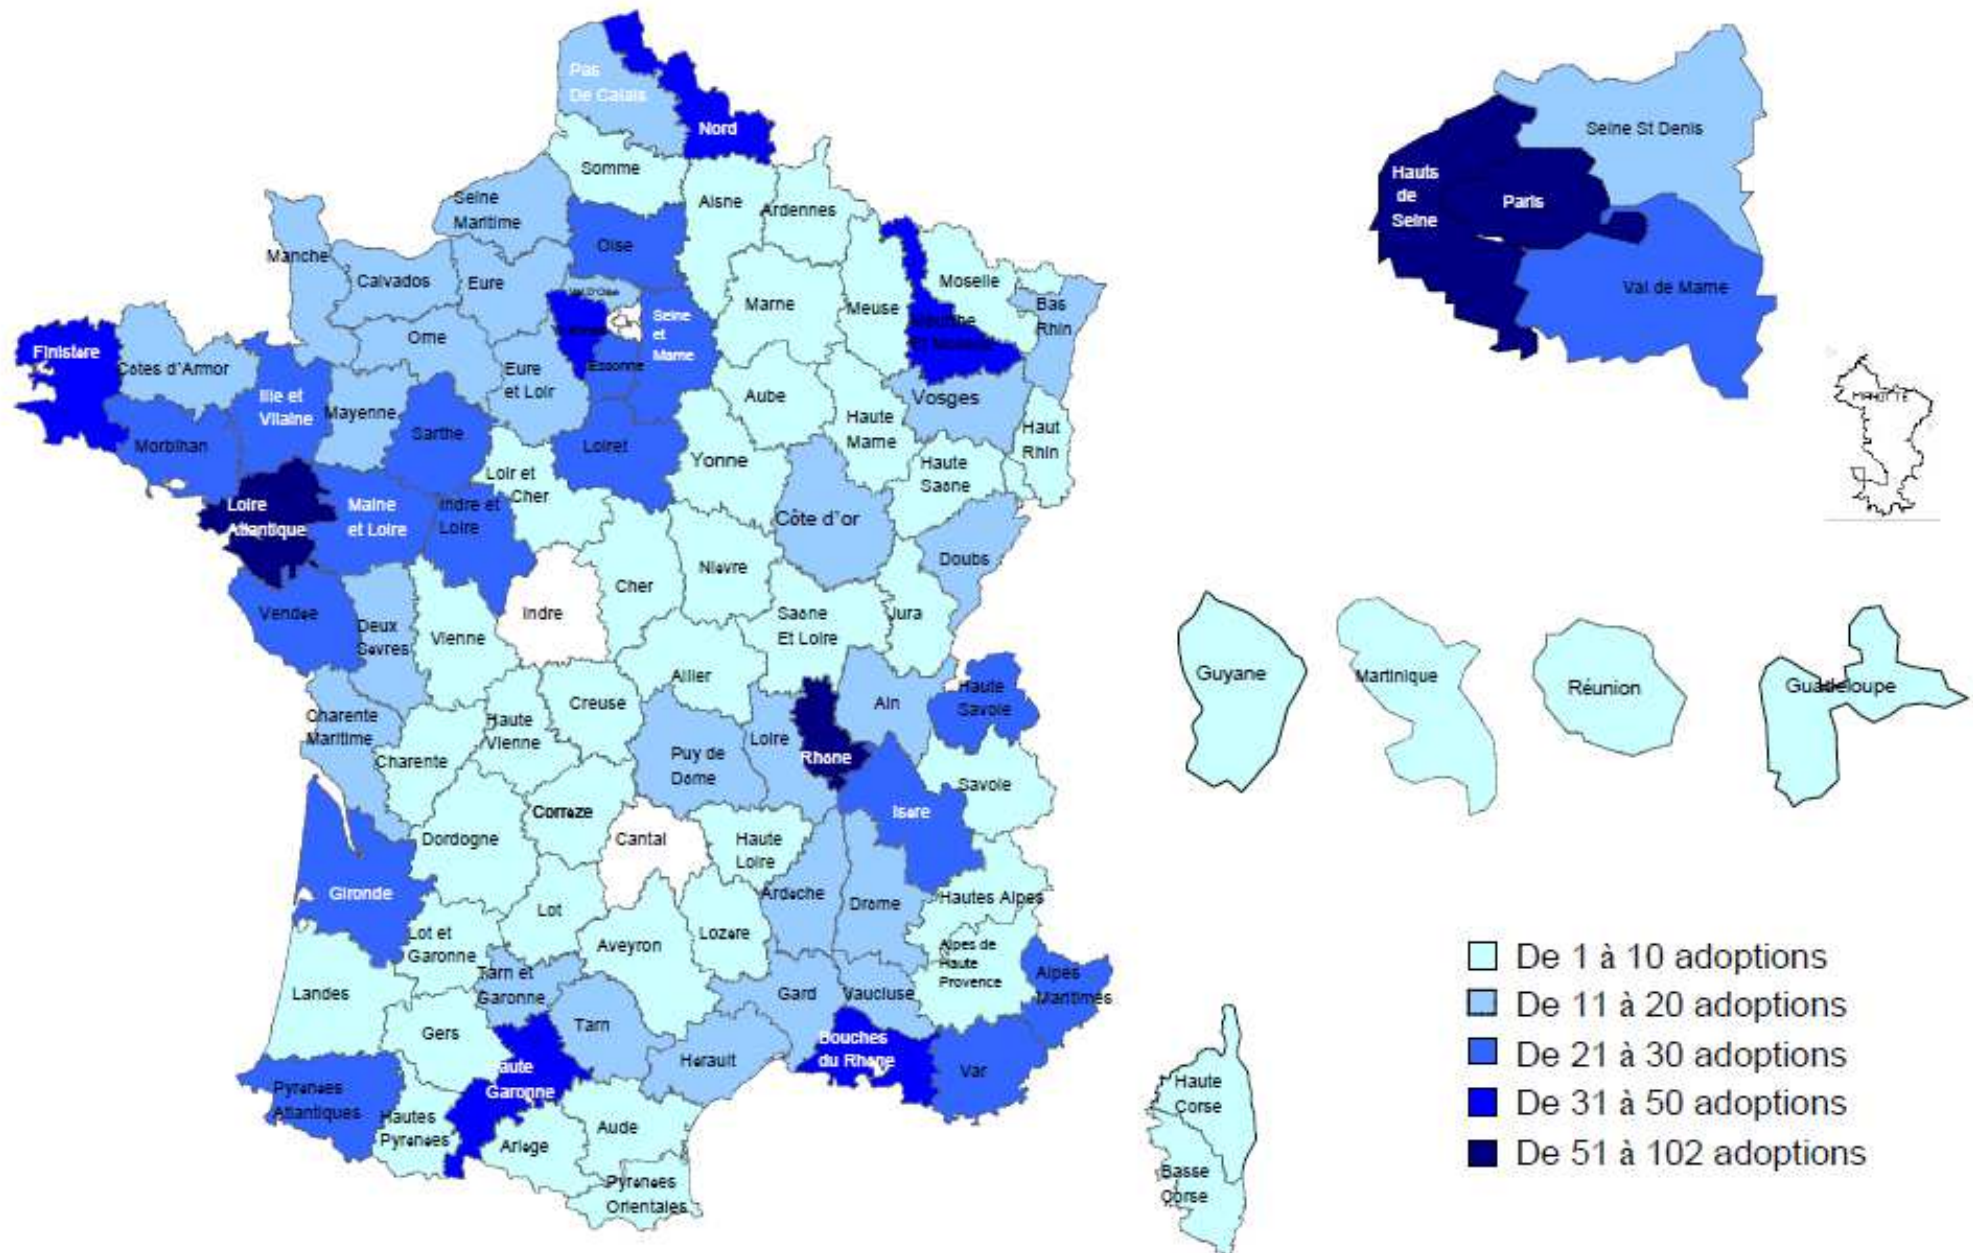 Pas
De Calais
Nord
Somme
Seine
Maritime
Aisne
Ardennes
Oise
Manche
Calvados
Eure
Moselle
Marne
Meuse
Bas
Rhin
Seine
et
Marne
Essonne
Orne
Finistere
Côtes d'Armor
Eure
et Loir
Ille et
Vilaine
Mayenne
Aube
Vosges
Haute
Marne
Haut
Rhin
Morbihan
Sarthe
Loiret
Yonne
Haute
Saône
Loir et
Cher
Loire
Atlantique
Maine
et Loire
Indre et
Loire
Côte d'or
Doubs
Nievre
Cher
Indre
Vendee
Deux
Sevres
Vienne
Saône
Et Loire
Jura
Allier
Creuse
Haute
Vienne
Ain
Haute
Savoie
Charente
Maritime
Charente
Puy de
Dome
Loire
Rhone
Savoie
Isere
Correze
Dordogne
Cantal
Haute
Loire
Gironde
Ardeche
Drome
Hautes Alpes
Lot
Lot et
Garonne
Aveyron
Lozere
Alpes de
Haute
Provence
Alpes
Maritimes
Landes
Tarn et
Garonne
Gard
Vaucluse
Gers
Tarn
Herault
Bouches
du Rhone
Var
aute
Garonne
Pyrenees
Atlantiques
Hautes
Pyrenees
Ariege
Aude
Pyrenees
Orientales
Seine St Denis
Hauts
de
Seine
Paris
Val de Marne
MAYOTTE
Guyane
Martinique
Réunion
Guadeloupe
Haute
Corse
Basse
Corse
De 1 à 10 adoptions
De 11 à 20 adoptions
De 21 à 30 adoptions
De 31 à 50 adoptions
De 51 à 102 adoptions